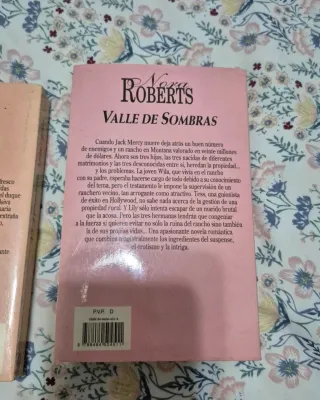 Nora
ROBERTS
VALLE DE SOMBRAS
Cuando Jack Mercy muere deja atrás un buen número
de enemigos y un rancho en Montana valorado en veinte millones
de dólares. Ahora sus tres hijas, las tres nacidas de diferentes
matrimonios y las tres desconocidas entre sí, heredan la propiedad...
y los problemas. La joven Willa, que vivía en el rancho
con su padre, esperaba hacerse cargo de todo debido a su conocimiento
del tema, pero el testamento le impone la supervisión de un
ranchero vecino, tan arrogante como atractivo. Tess, una guionista
de éxito en Hollywood, no sabe nada acerca de la gestión de una
propiedad rural. Y Lily sólo intenta escapar de un marido brutal
que la acosa. Pero las tres hermanas tendrán que congeniar
a la fuerza si quieren evitar no sólo la ruina del rancho sino también
la de sus propias vidas... Una apasionante novela romántica,
que combina magistralmente los ingredientes del suspense,
el erotismo y la intriga.
P.V.P. D
fresco
das
el duque